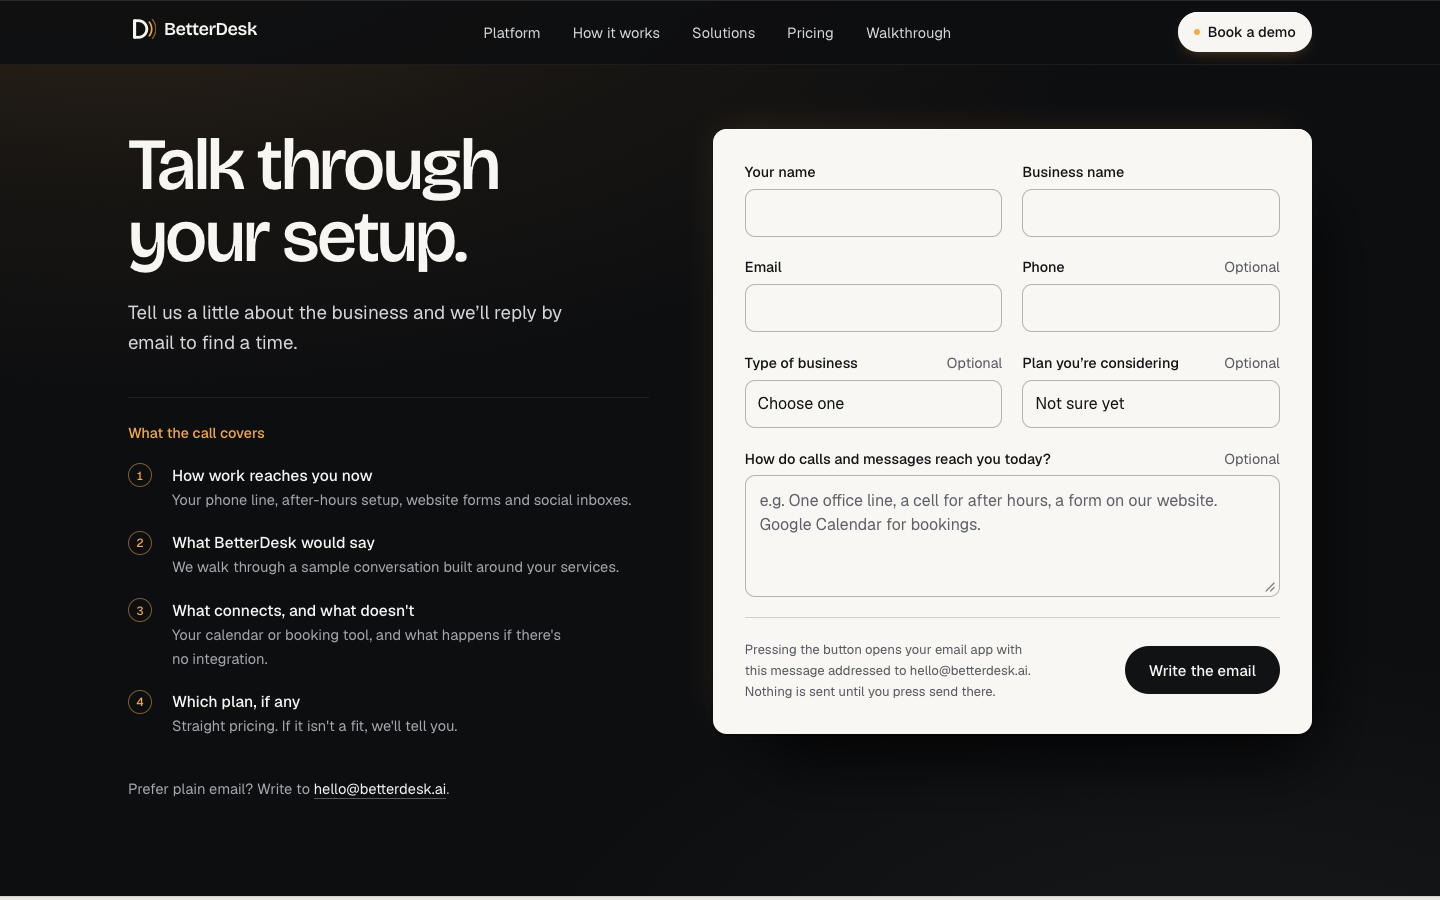 BetterDesk
Platform
How it works
Solutions
Pricing
Walkthrough
Book a demo
Talk through
your setup.
Tell us a little about the business and we’ll reply by
email to find a time.
What the call covers
1
How work reaches you now
Your phone line, after-hours setup, website forms and social inboxes.
2
What BetterDesk would say
We walk through a sample conversation built around your services.
3
What connects, and what doesn't
Your calendar or booking tool, and what happens if there's
no integration.
4
Which plan, if any
Straight pricing. If it isn't a fit, we'll tell you.
Prefer plain email? Write to hello@betterdesk.ai.
Your name
Business name
Email
Phone Optional
Type of business Optional
Choose one
Plan you’re considering Optional
Not sure yet
How do calls and messages reach you today? Optional
e.g. One office line, a cell for after hours, a form on our website.
Google Calendar for bookings.
Pressing the button opens your email app with
this message addressed to hello@betterdesk.ai.
Nothing is sent until you press send there.
Write the email